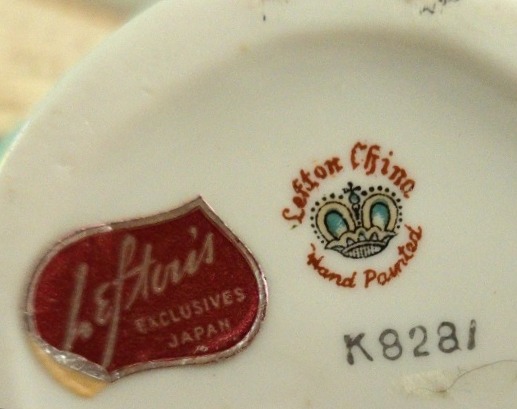 Lefton China
Hand Painted
Lefton's
EXCLUSIVES
JAPAN
K8281